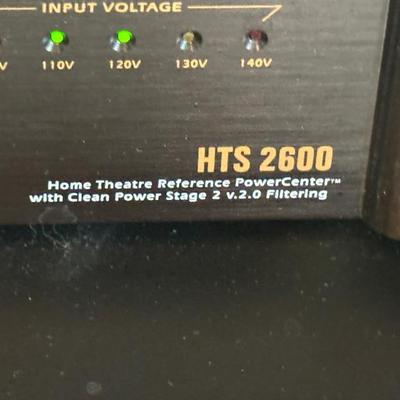 INPUT VOLTAGE
V 110V 120V 130V 140V
HTS 2600
Home Theatre Reference PowerCenter™
with Clean Power Stage 2 v.2.0 Filtering